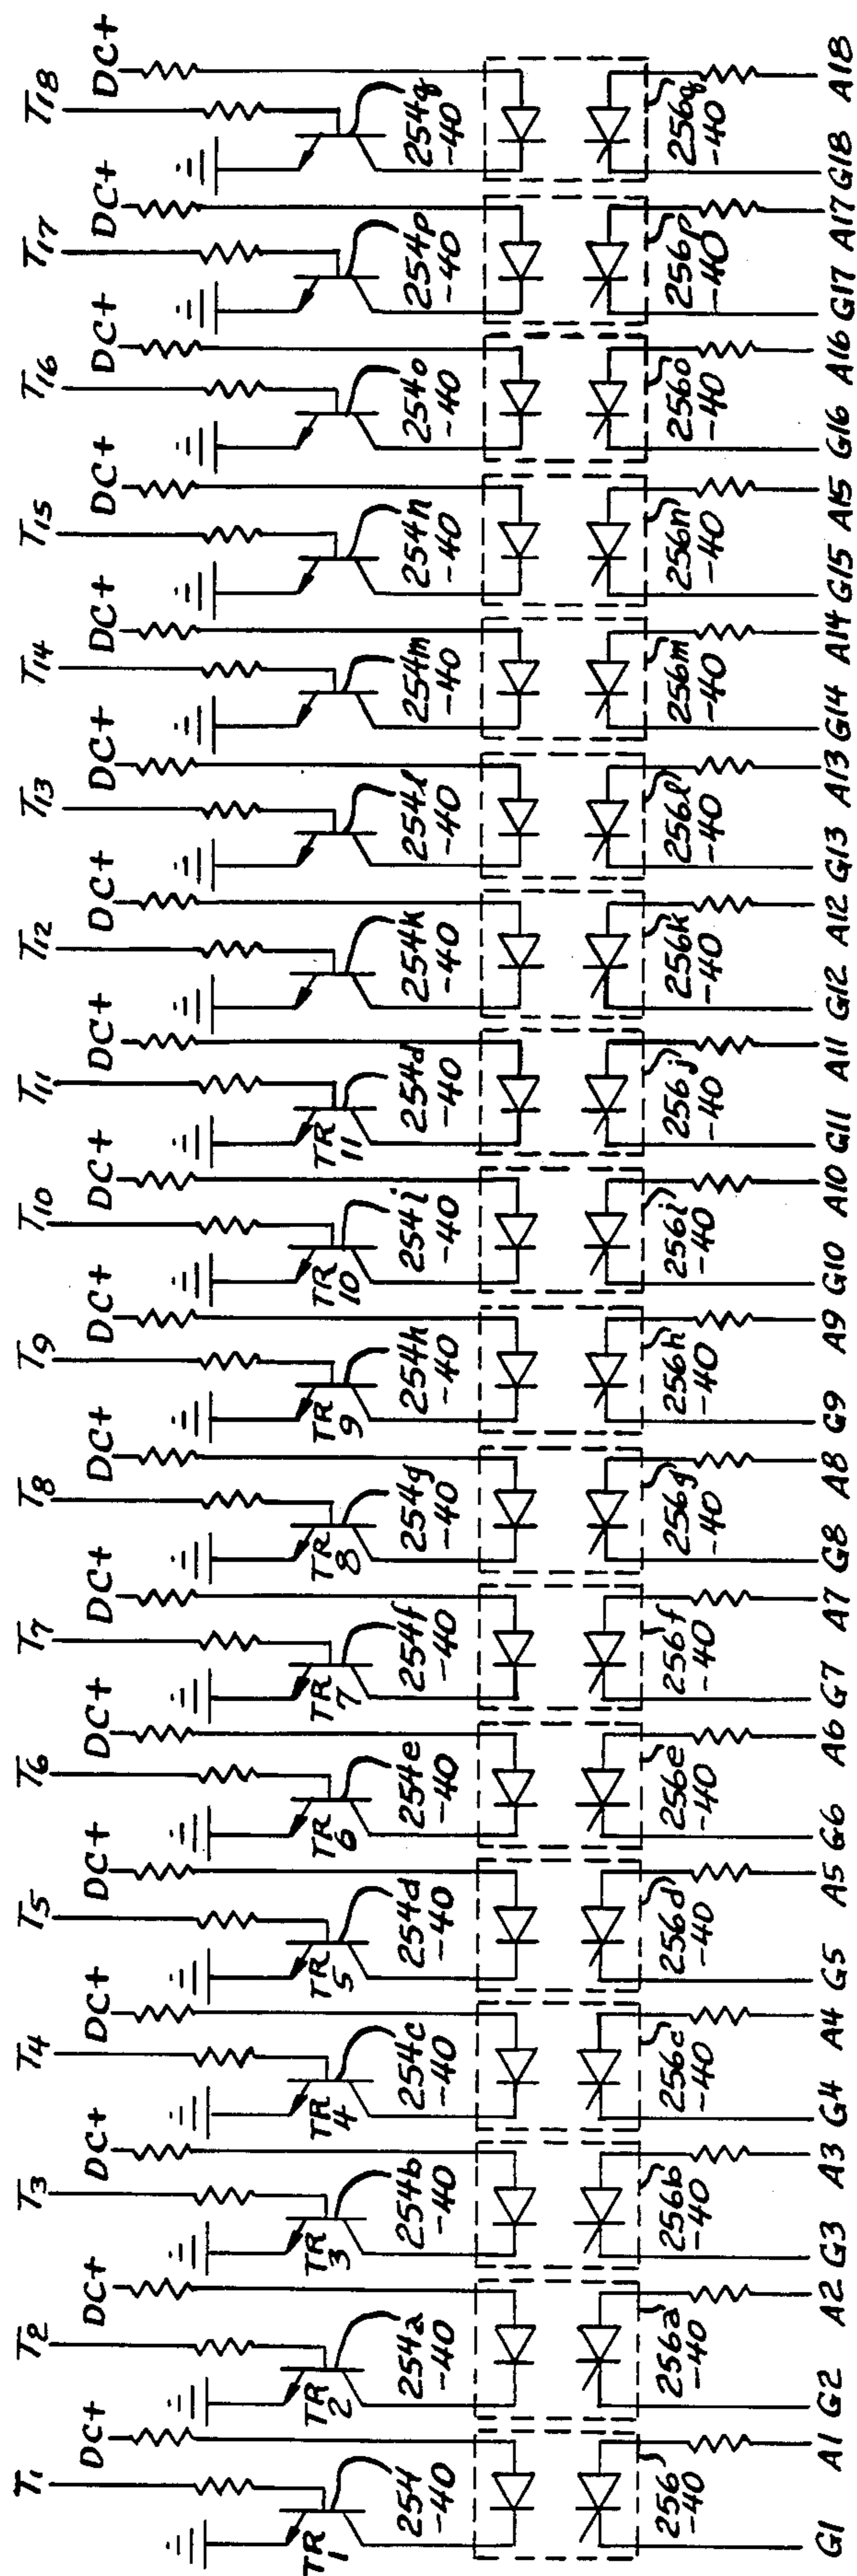 T1 T2 T3 T4 T5 T6 T7 T8 T9 T10 T11 T12 T13 T14 T15 T16 T17 T18
DC+ DC+ DC+ DC+ DC+ DC+ DC+ DC+ DC+ DC+ DC+ DC+ DC+ DC+ DC+ DC+ DC+ DC+
TR TR TR TR TR TR TR TR TR TR TR
1 2 3 4 5 6 7 8 9 10 11
254 254a 254b 254c 254d 254e 254f 254g 254h 254i 254d 254k 254l 254m 254n 254o 254p 254q
-40 -40 -40 -40 -40 -40 -40 -40 -40 -40 -40 -40 -40 -40 -40 -40 -40 -40
256 256a 256b 256c 256d 256e 256f 256g 256h 256i 256j 256k 256l 256m 256n 256o 256p 256q
-40 -40 -40 -40 -40 -40 -40 -40 -40 -40 -40 -40 -40 -40 -40 -40 -40 -40
G1 A1 G2 A2 G3 A3 G4 A4 G5 A5 G6 A6 G7 A7 G8 A8 G9 A9 G10 A10 G11 A11 G12 A12 G13 A13 G14 A14 G15 A15 G16 A16 G17 A17 G18 A18